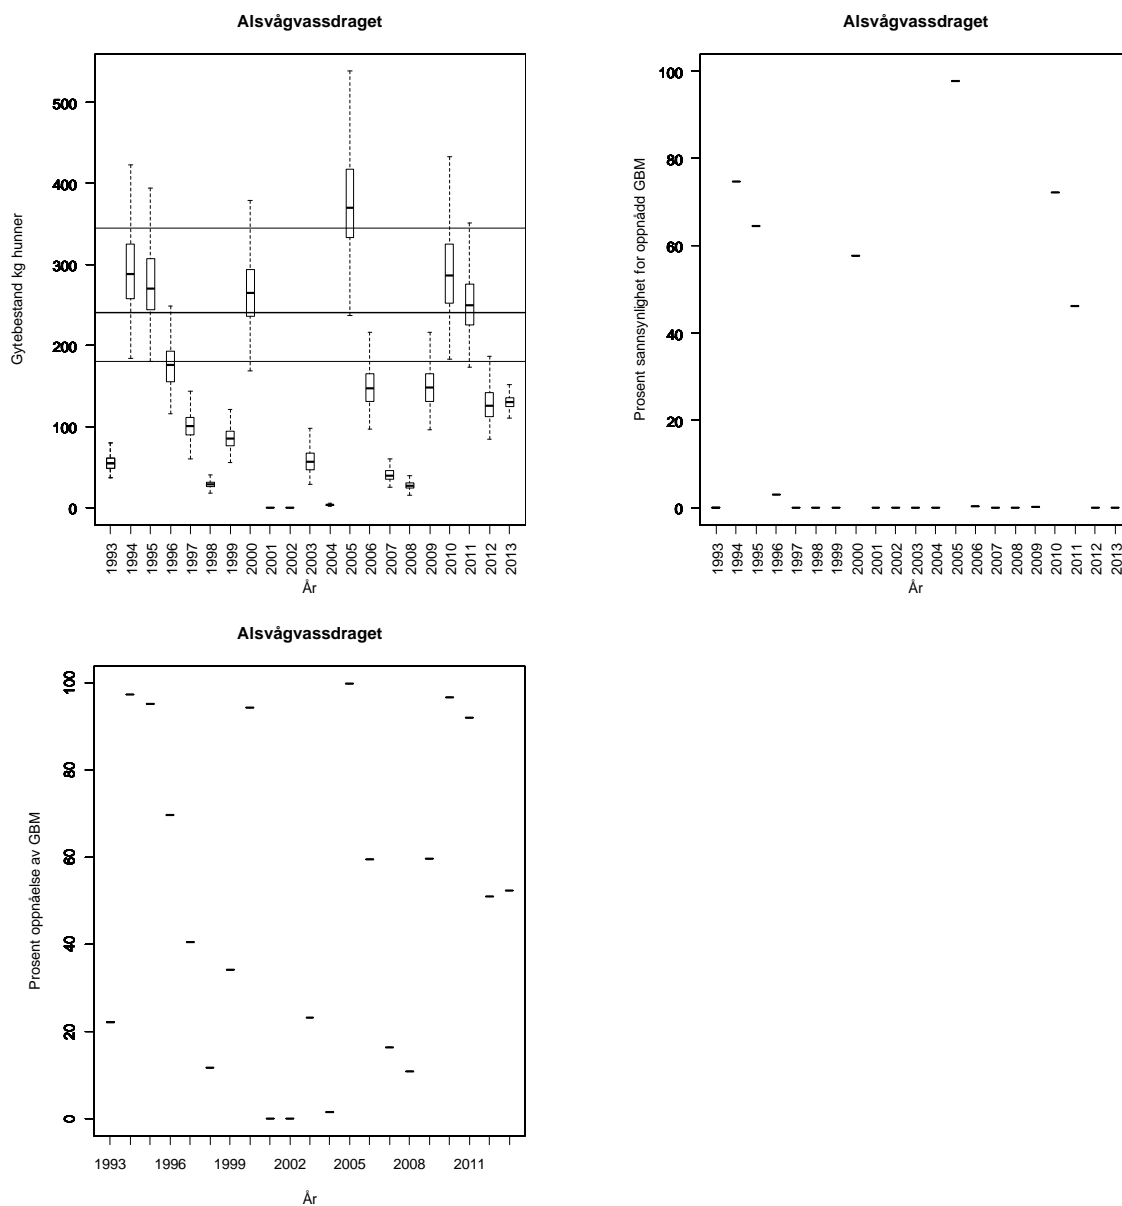 Alsvågvassdraget
Gytebestand kg hunner
500
400
300
200
100
0
1993 1994 1995 1996 1997 1998 1999 2000 2001 2002 2003 2004 2005 2006 2007 2008 2009 2010 2011 2012 2013
År
Alsvågvassdraget
Prosent sannsynlighet for oppnådd GBM
100
80
60
40
20
0
1993 1994 1995 1996 1997 1998 1999 2000 2001 2002 2003 2004 2005 2006 2007 2008 2009 2010 2011 2012 2013
År
Alsvågvassdraget
Prosent oppnåelse av GBM
100
80
60
40
20
0
1993 1996 1999 2002 2005 2008 2011
År